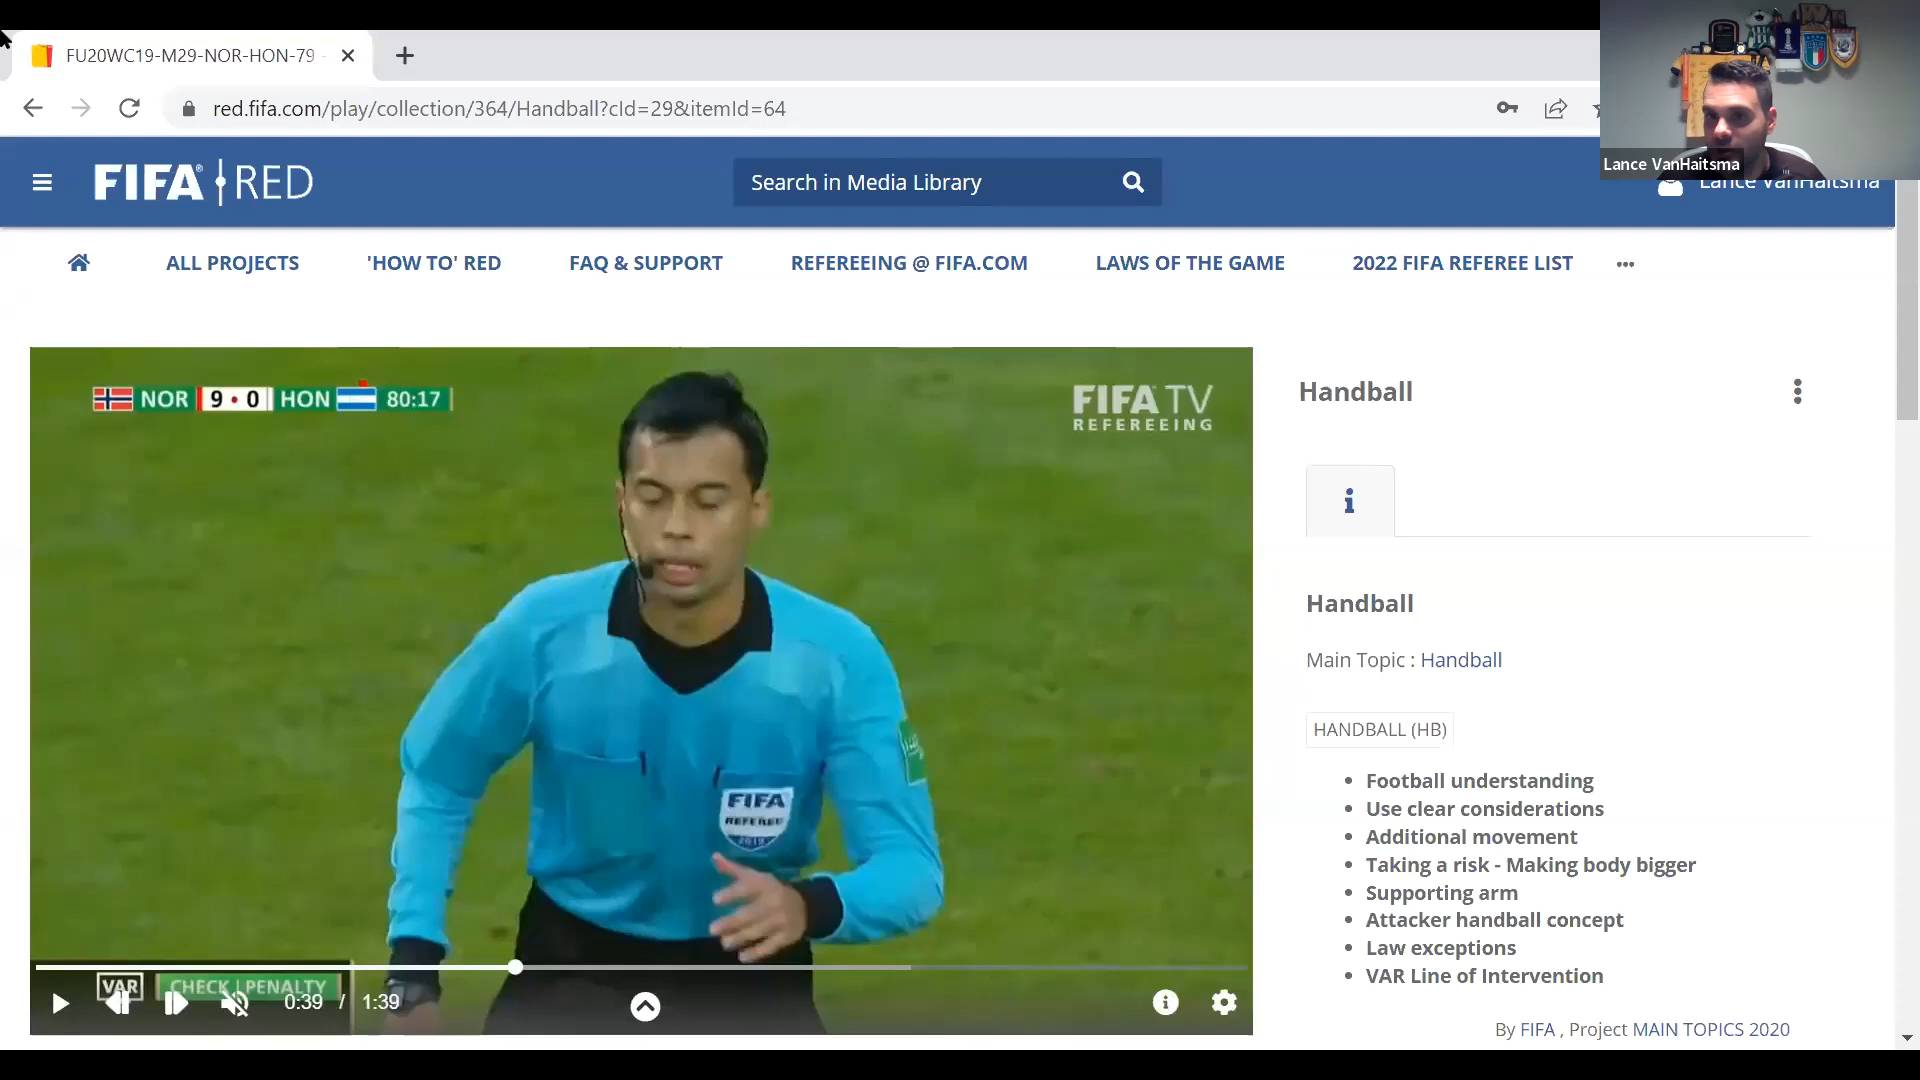 FU20WC19-M29-NOR-HON-79 -
red.fifa.com/play/collection/364/Handball?cId=29&itemId=64
Lance VanHaitsma
FIFA RED
Search in Media Library
Lance VanHaitsma
ALL PROJECTS
'HOW TO' RED
FAQ & SUPPORT
REFEREEING @ FIFA.COM
LAWS OF THE GAME
2022 FIFA REFEREE LIST
NOR 9 • 0 HON 80:17
FIFA TV
REFEREEING
FIFA
REFEREE
2019
VAR CHECK | PENALTY
0:39 / 1:39
Handball
Handball
Main Topic : Handball
HANDBALL (HB)
• Football understanding
• Use clear considerations
• Additional movement
• Taking a risk - Making body bigger
• Supporting arm
• Attacker handball concept
• Law exceptions
• VAR Line of Intervention
By FIFA , Project MAIN TOPICS 2020